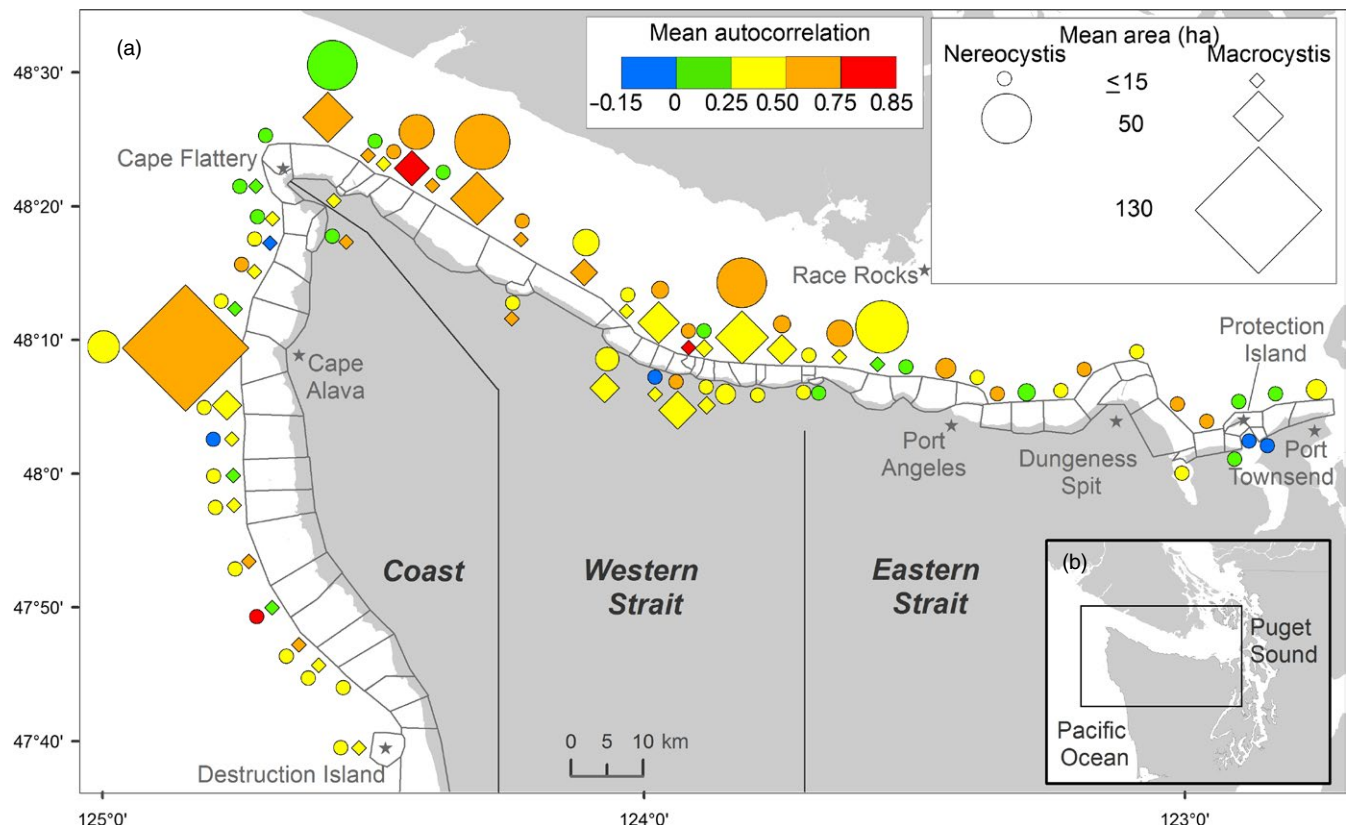 (a)
Mean autocorrelation
−0.15 0 0.25 0.50 0.75 0.85
Mean area (ha)
Nereocystis Macrocystis
≤15
50
130
48°30'
48°20'
48°10'
48°0'
47°50'
47°40'
Cape Flattery
Race Rocks
Cape
Alava
Protection
Island
Port
Angeles
Dungeness
Spit
Port
Townsend
Coast
Western
Strait
Eastern
Strait
Destruction Island
0 5 10 km
(b)
Puget
Sound
Pacific
Ocean
125°0' 124°0' 123°0'